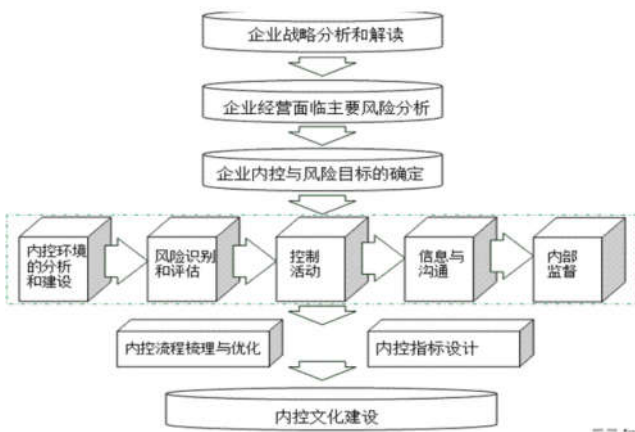 企业战略分析和解读
企业经营面临主要风险分析
企业内控与风险目标的确定
内控环境
的分析
和建设
风险识别
和评估
控制
活动
信息与
沟通
内部
监督
内控流程梳理与优化
内控指标设计
内控文化建设